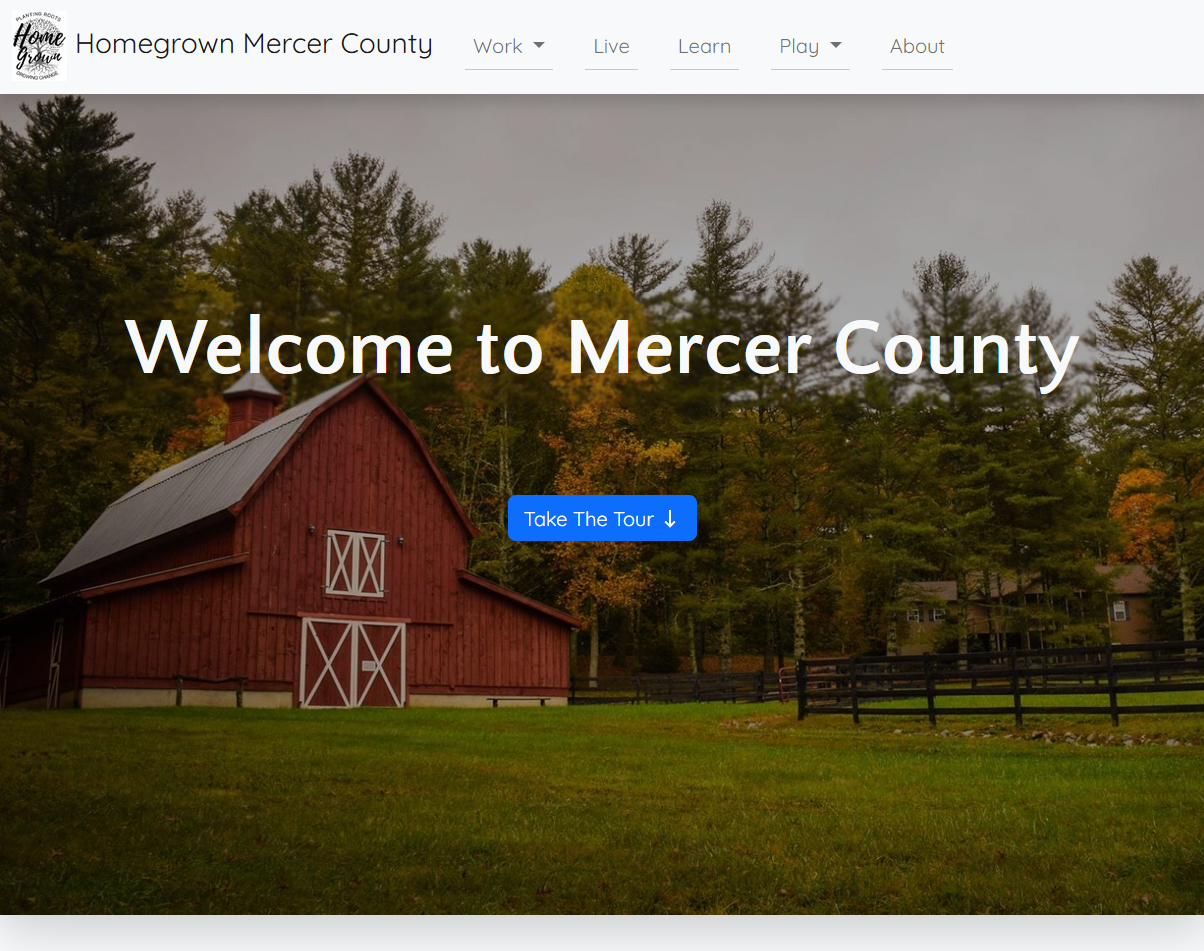 PLANTING ROOTS
Home
Grown
GROWING CHANGE
Homegrown Mercer County
Work
Live
Learn
Play
About
Welcome to Mercer County
Take The Tour ↓